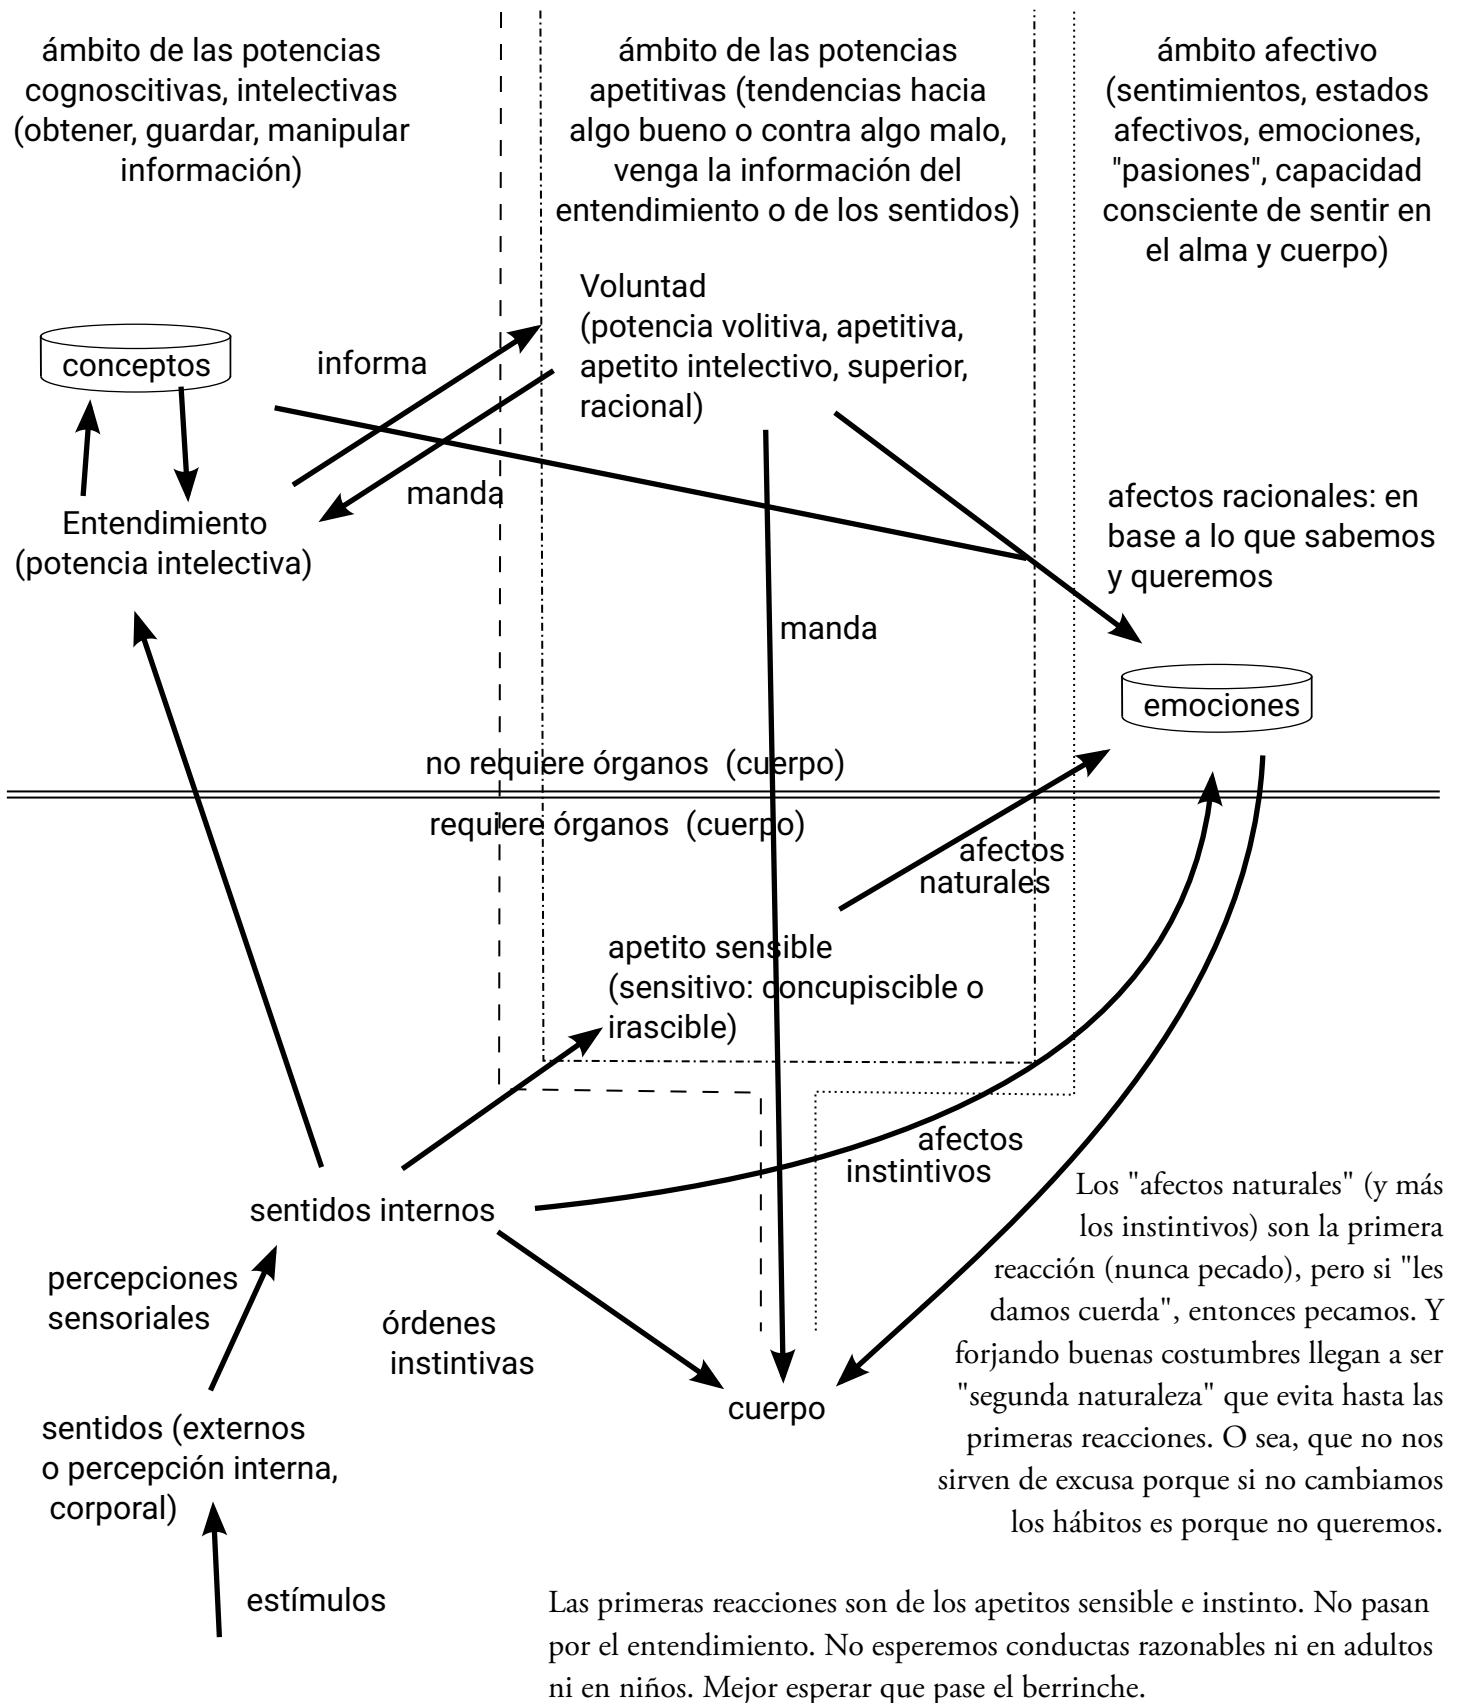 ámbito de las potencias
cognoscitivas, intelectivas
(obtener, guardar, manipular
información)
ámbito de las potencias
apetitivas (tendencias hacia
algo bueno o contra algo malo,
venga la información del
entendimiento o de los sentidos)
ámbito afectivo
(sentimientos, estados
afectivos, emociones,
"pasiones", capacidad
consciente de sentir en
el alma y cuerpo)
Voluntad
(potencia volitiva, apetitiva,
apetito intelectivo, superior,
racional)
conceptos
informa
manda
Entendimiento
(potencia intelectiva)
afectos racionales: en
base a lo que sabemos
y queremos
manda
emociones
no requiere órganos (cuerpo)
requiere órganos (cuerpo)
afectos
naturales
apetito sensible
(sensitivo: concupiscible o
irascible)
afectos
instintivos
sentidos internos
percepciones
sensoriales
órdenes
instintivas
cuerpo
sentidos (externos
o percepción interna,
corporal)
estímulos
Los "afectos naturales" (y más
los instintivos) son la primera
reacción (nunca pecado), pero si "les
damos cuerda", entonces pecamos. Y
forjando buenas costumbres llegan a ser
"segunda naturaleza" que evita hasta las
primeras reacciones. O sea, que no nos
sirven de excusa porque si no cambiamos
los hábitos es porque no queremos.
Las primeras reacciones son de los apetitos sensible e instinto. No pasan
por el entendimiento. No esperemos conductas razonables ni en adultos
ni en niños. Mejor esperar que pase el berrinche.